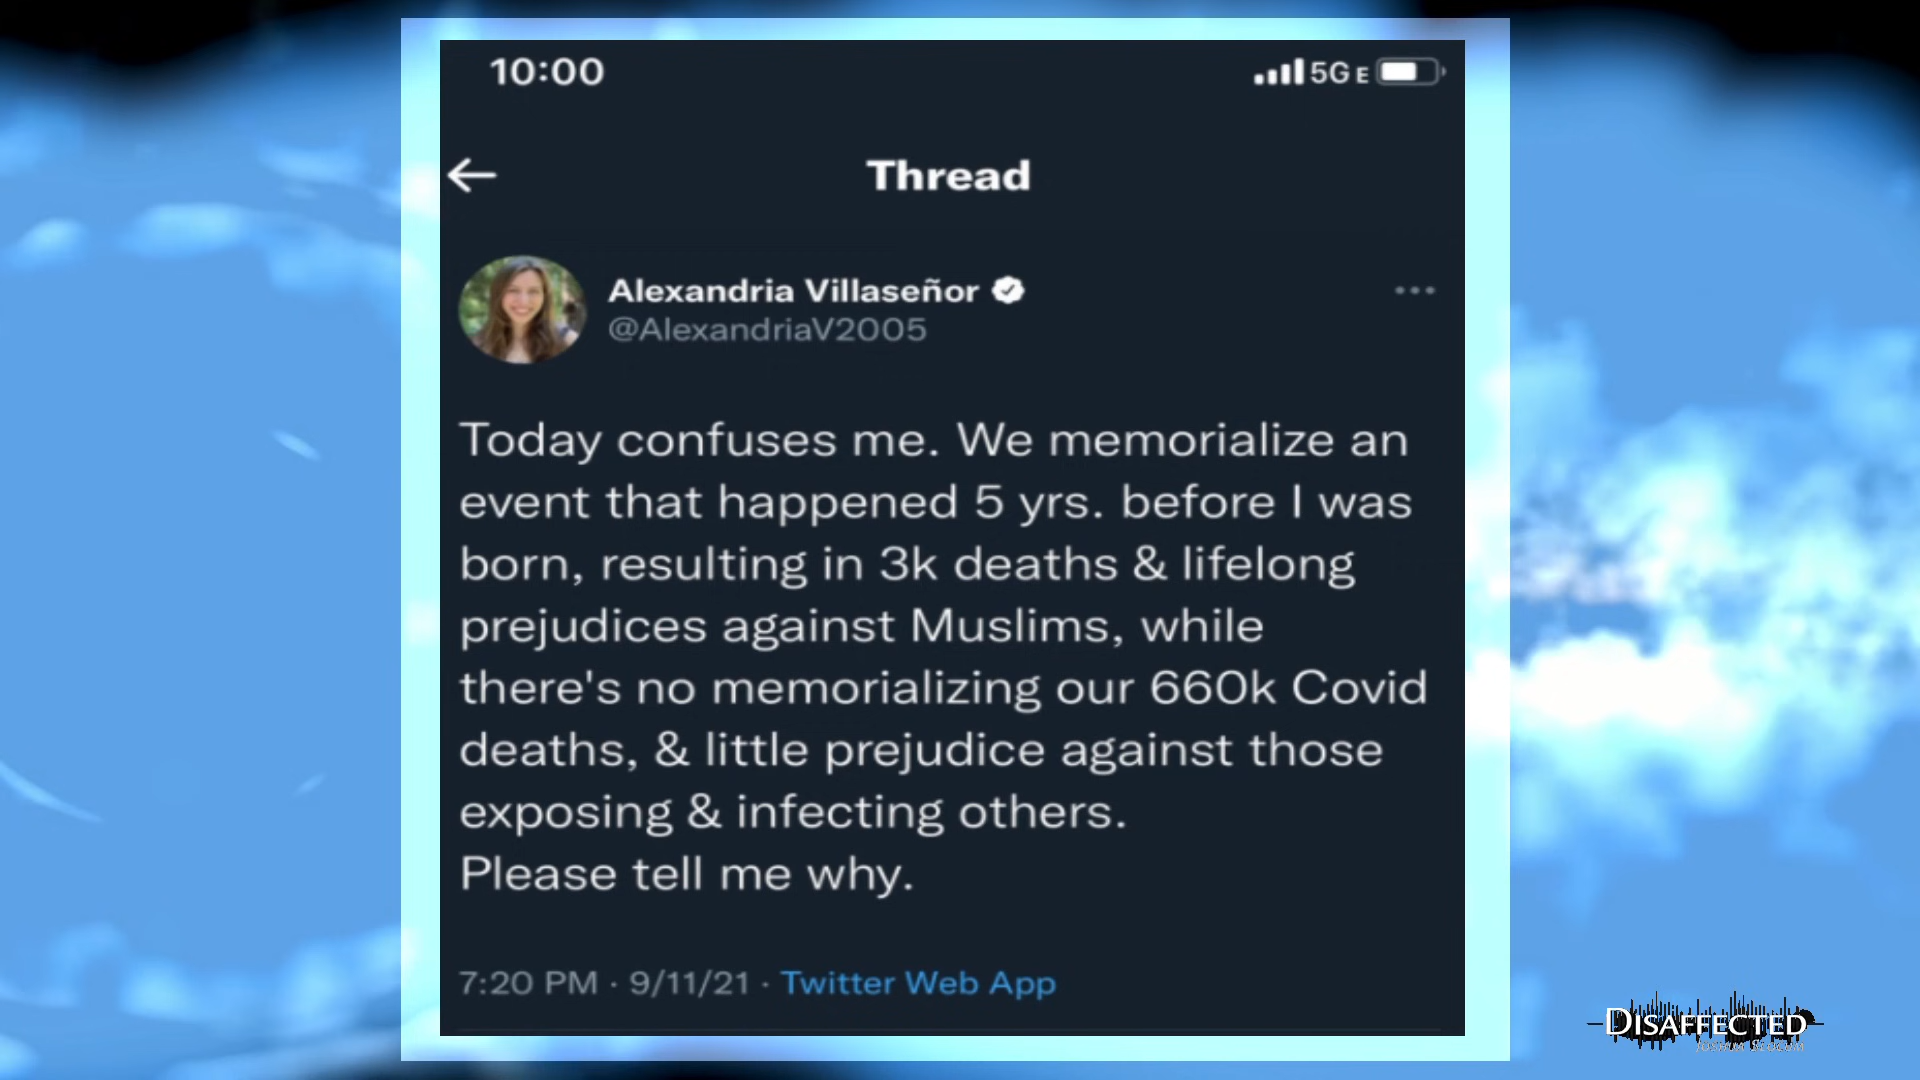 10:00
5G E
Thread
Alexandria Villaseñor
@AlexandriaV2005
Today confuses me. We memorialize an
event that happened 5 yrs. before I was
born, resulting in 3k deaths & lifelong
prejudices against Muslims, while
there's no memorializing our 660k Covid
deaths, & little prejudice against those
exposing & infecting others.
Please tell me why.
7:20 PM · 9/11/21 · Twitter Web App
DISAFFECTED
JOSHUA SLOCUM